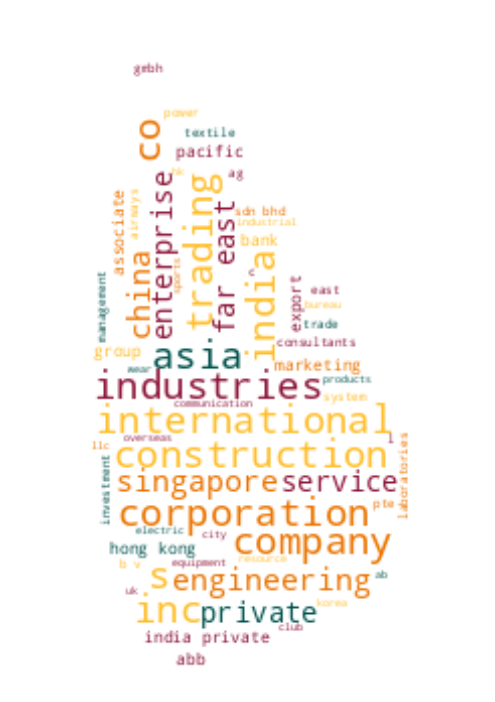 gmbh
power
co
textile
pacific
hk
ag
enterprise
trading
associate
airways
far east
sdn bhd
industrial
bank
china
india
sports
management
export
east
bureau
trade
consultants
group
asia
wear
marketing
products
industries
system
communication
international
overseas
l
llc
construction
laboratories
investment
singapore
service
corporation
pte
electric
city
company
hong kong
resource
b v
equipment
s
engineering
ab
uk
inc
private
korea
club
india private
abb